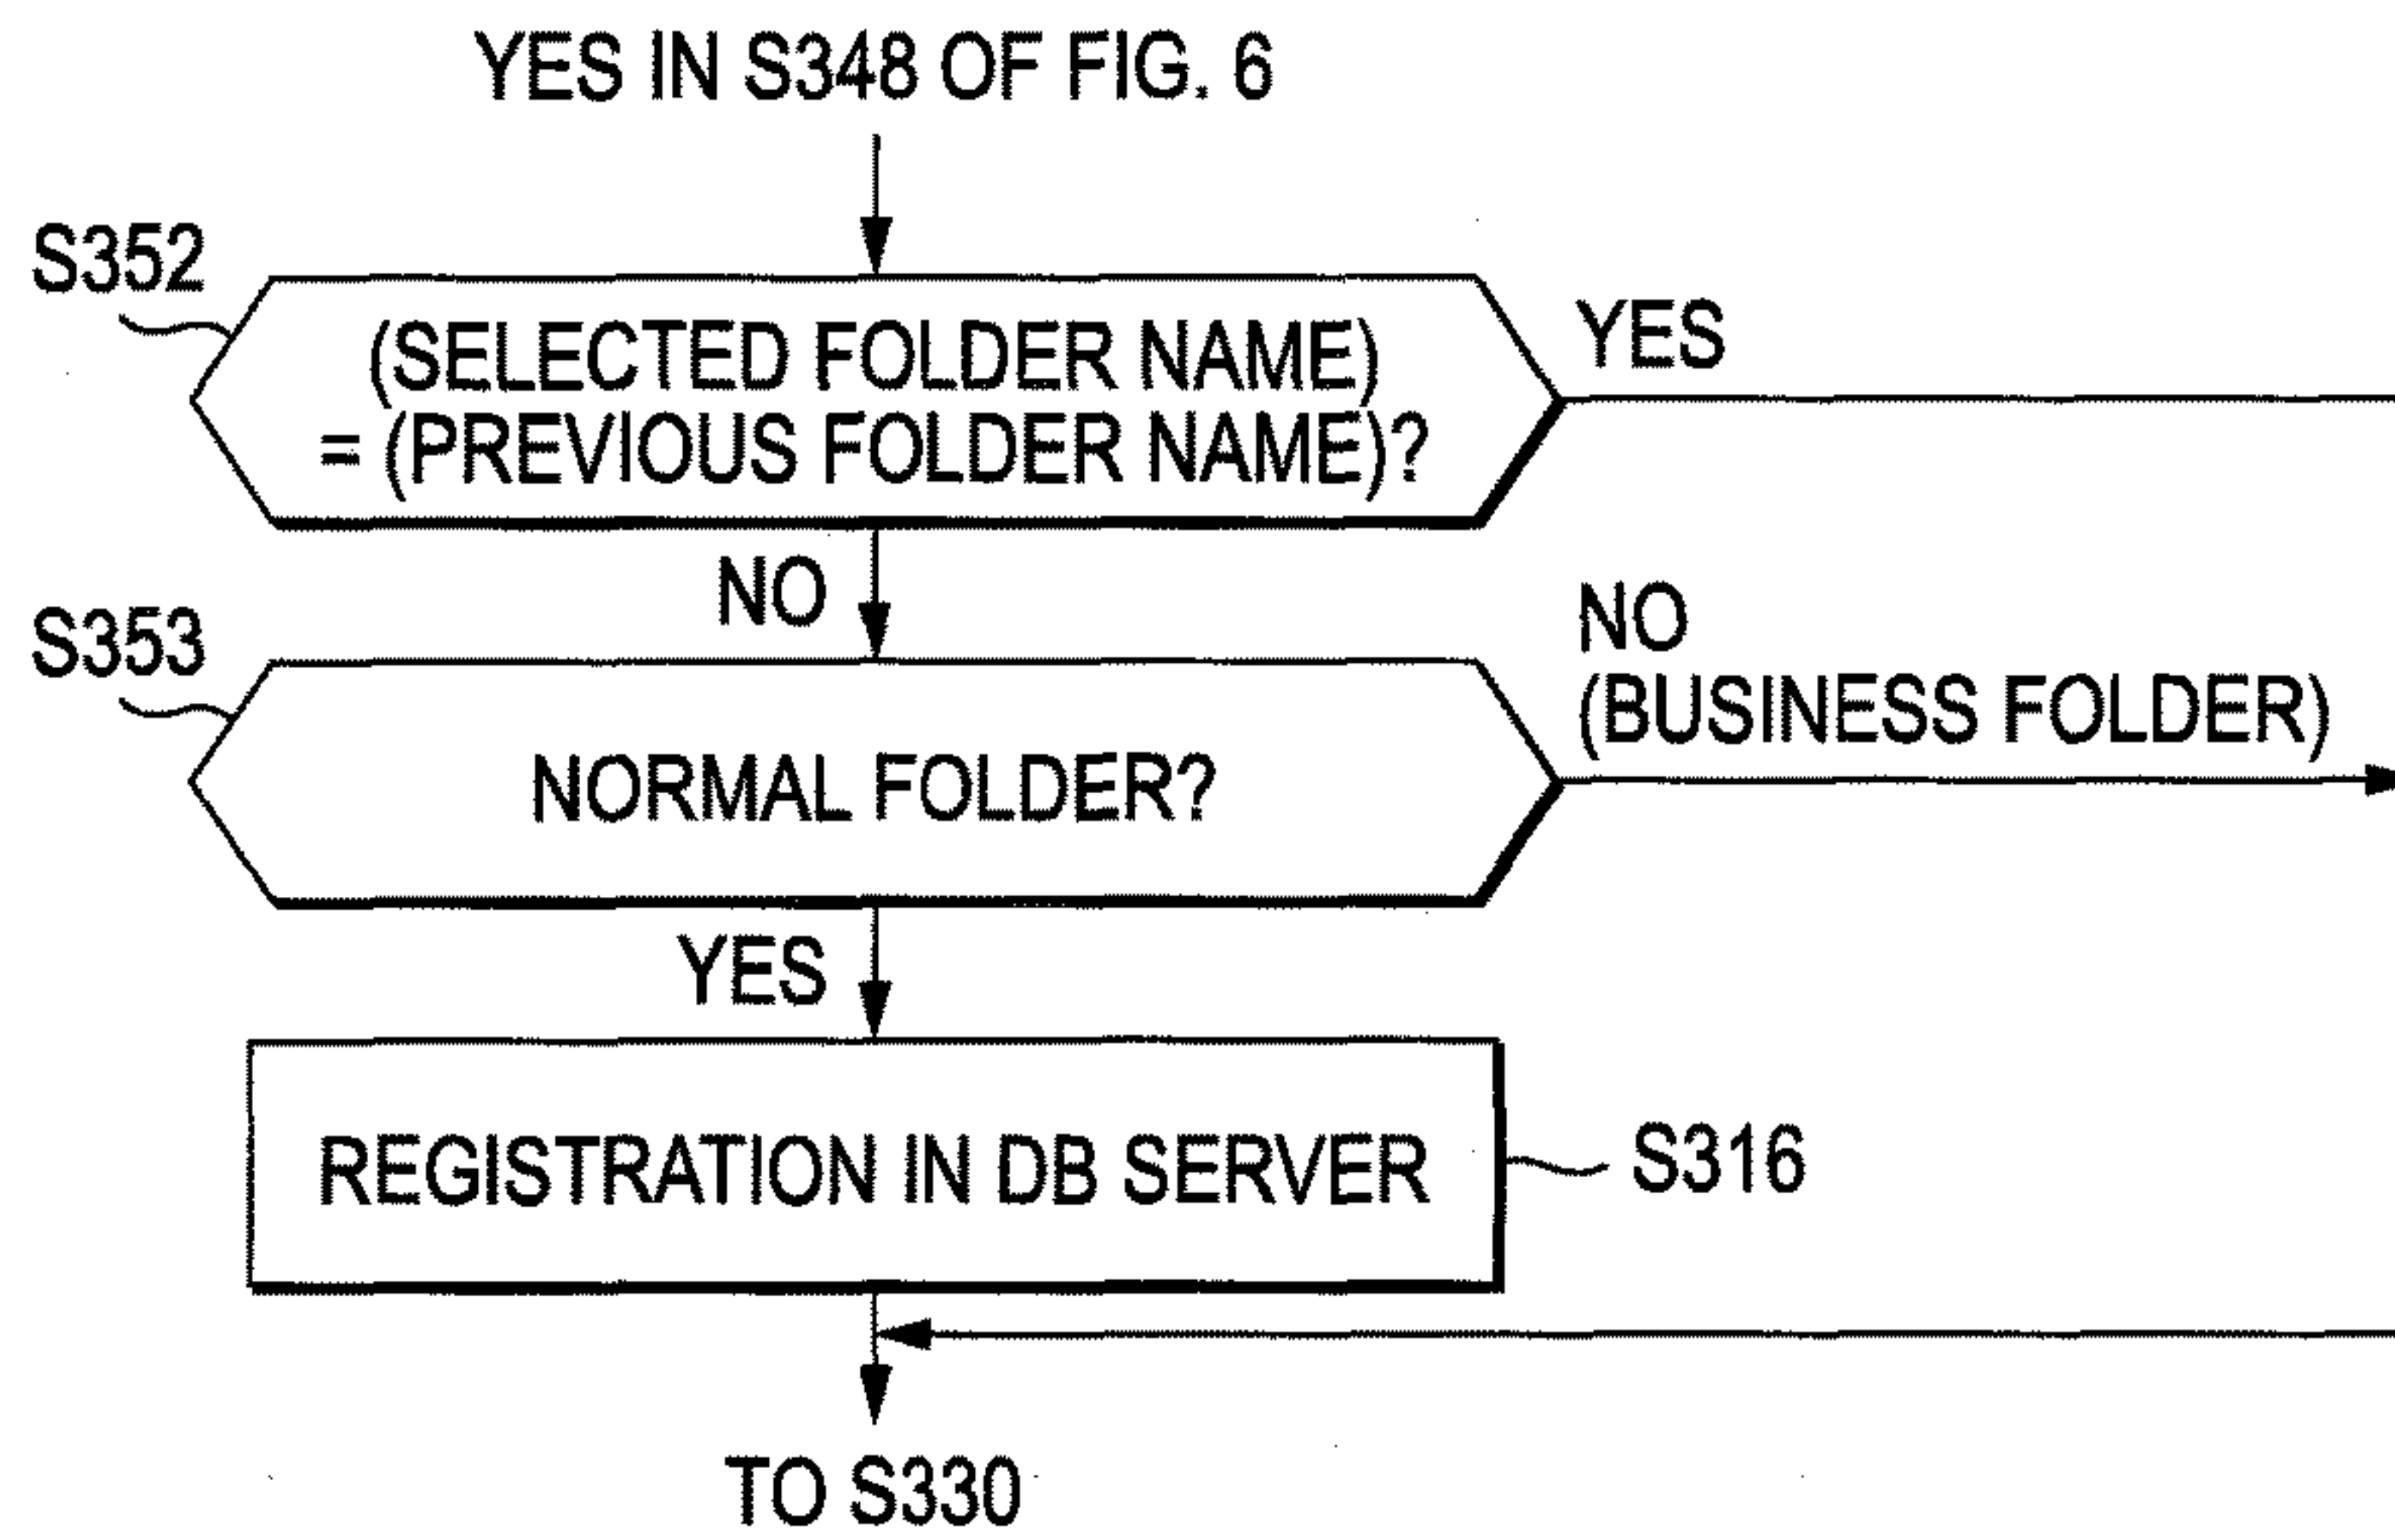 YES IN S348 OF FIG. 6
S352
(SELECTED FOLDER NAME)
= (PREVIOUS FOLDER NAME)?
YES
NO
S353
NORMAL FOLDER?
NO
(BUSINESS FOLDER)
YES
REGISTRATION IN DB SERVER
S316
TO S330